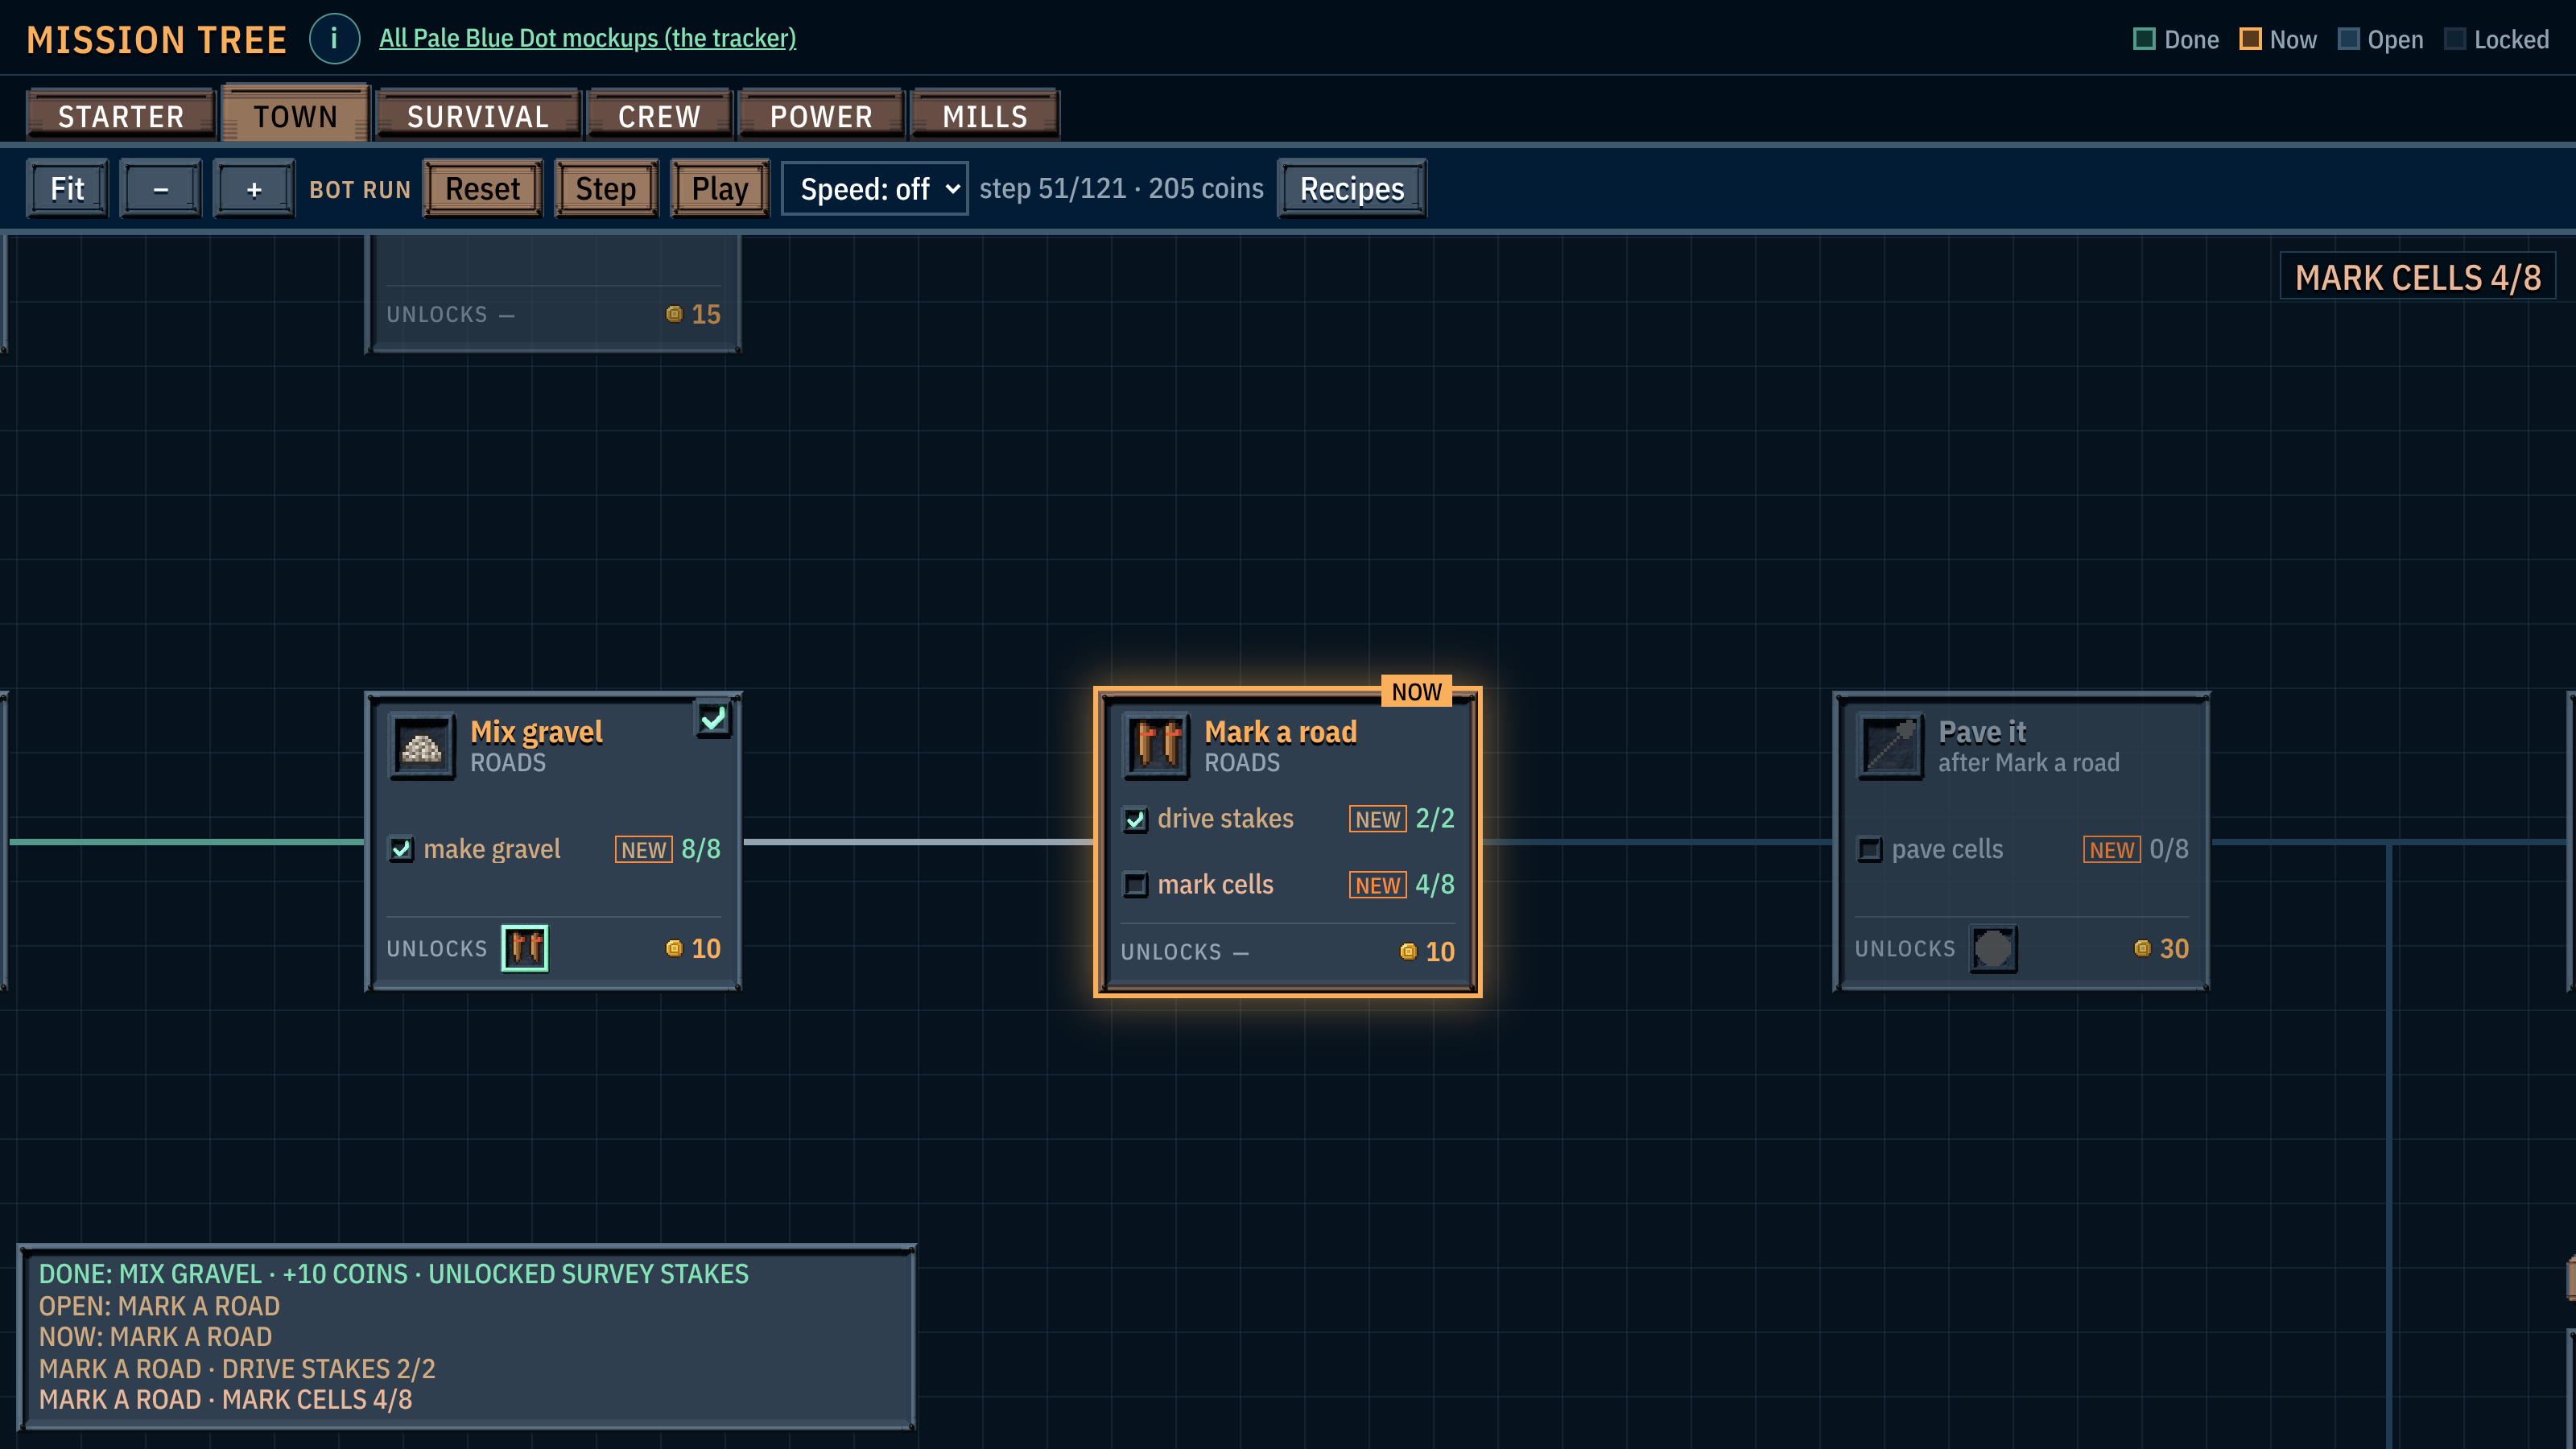 MISSION TREE
i
All Pale Blue Dot mockups (the tracker)
Done
Now
Open
Locked
STARTER
TOWN
SURVIVAL
CREW
POWER
MILLS
Fit
–
+
BOT RUN
Reset
Step
Play
Speed: off
step 51/121 · 205 coins
Recipes
MARK CELLS 4/8
UNLOCKS —
15
Mix gravel
ROADS
make gravel NEW 8/8
UNLOCKS
10
NOW
Mark a road
ROADS
drive stakes NEW 2/2
mark cells NEW 4/8
UNLOCKS —
10
Pave it
after Mark a road
pave cells NEW 0/8
UNLOCKS
30
DONE: MIX GRAVEL · +10 COINS · UNLOCKED SURVEY STAKES
OPEN: MARK A ROAD
NOW: MARK A ROAD
MARK A ROAD · DRIVE STAKES 2/2
MARK A ROAD · MARK CELLS 4/8